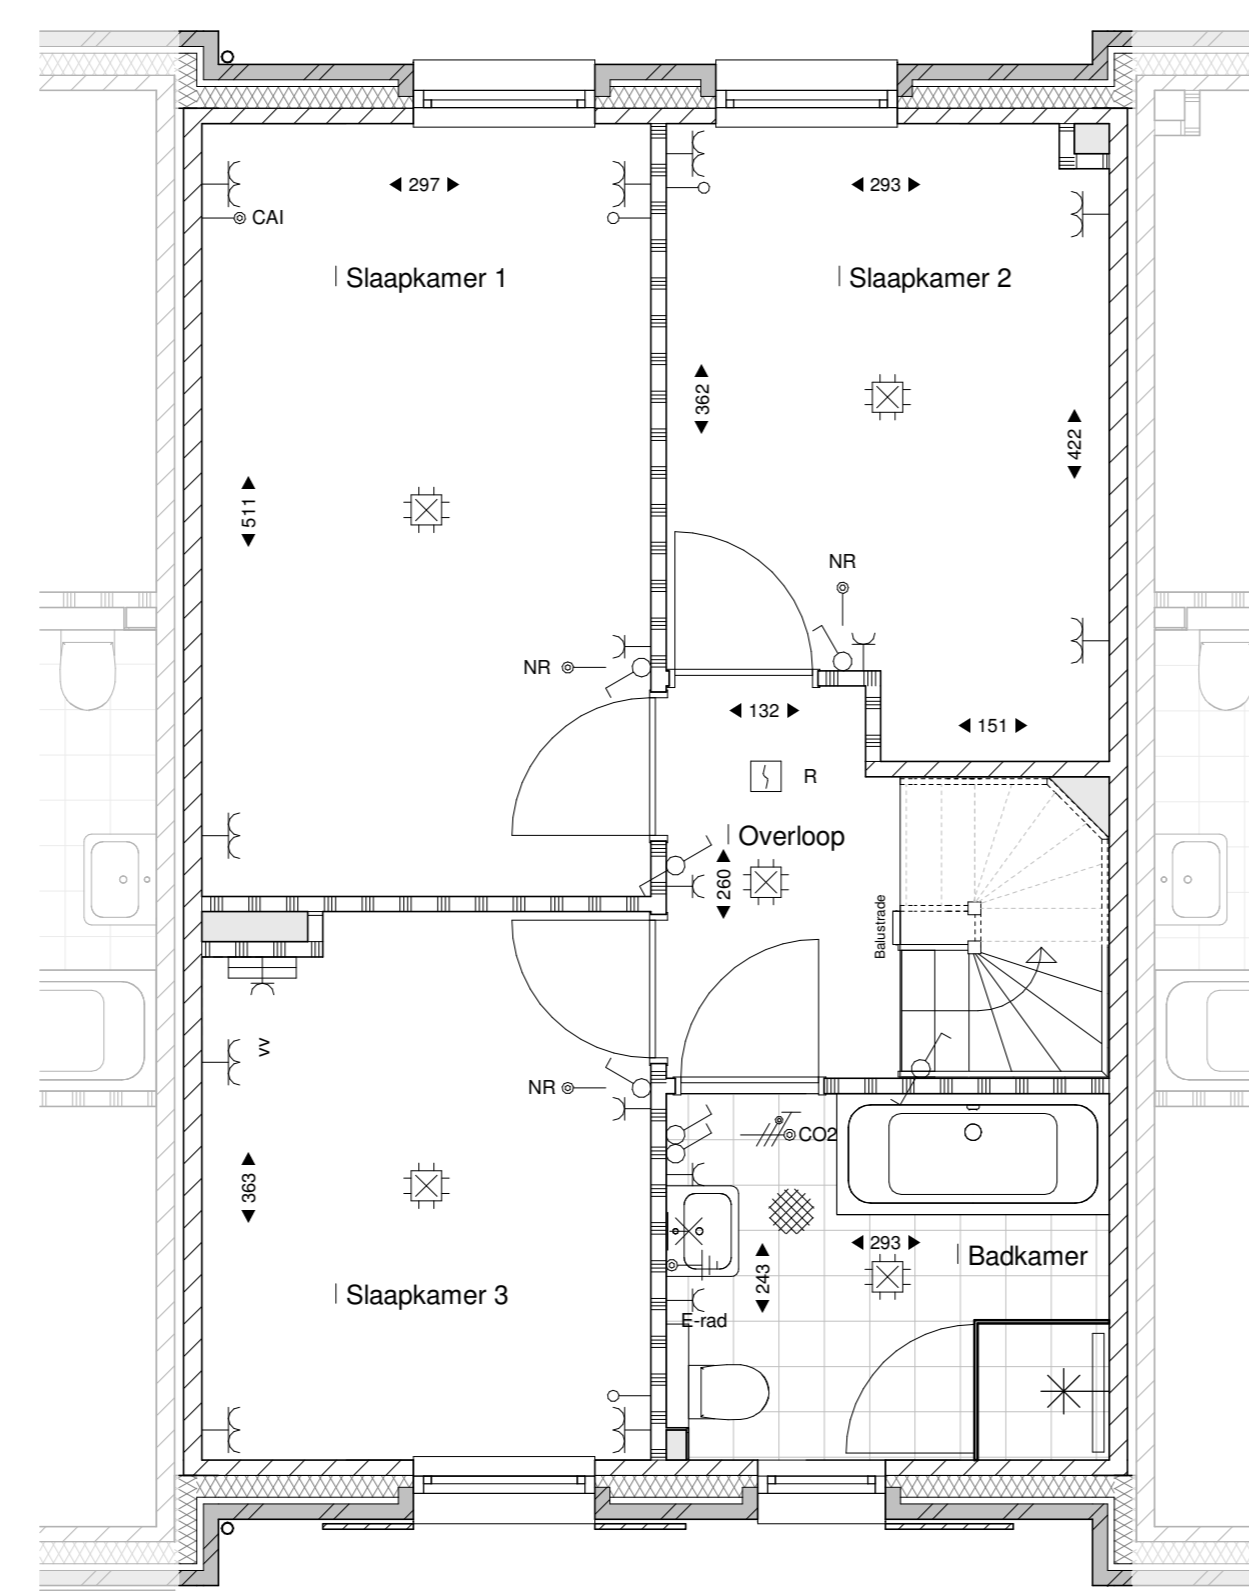 297
293
CAI
Slaapkamer 1
Slaapkamer 2
362
422
511
NR
NR
132
151
R
Overloop
260
Balustrade
vv
NR
CO2
363
293
Badkamer
243
Slaapkamer 3
E-rad